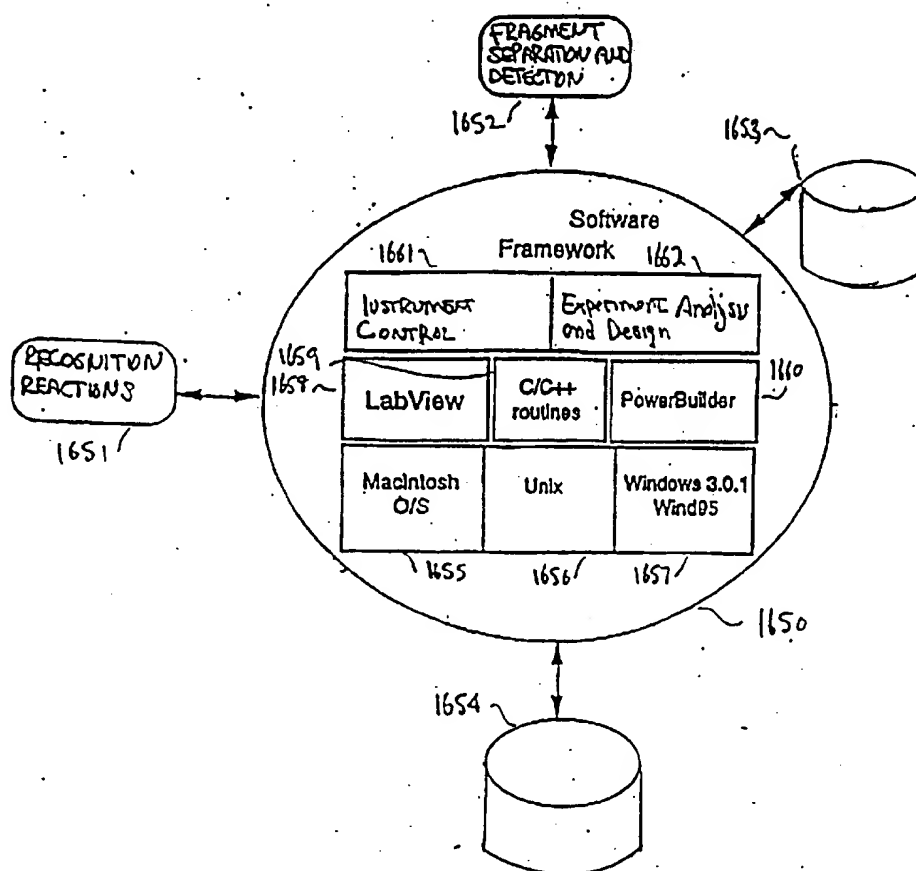 FRAGMENT
SEPARATION AND
DETECTION
1652
1653
Software
Framework
1661
1662
INSTRUMENT
CONTROL
Experiment Analysis
and Design
RECOGNITION
REACTIONS
1651
1659
1658
LabView
C/C++
routines
PowerBuilder
1660
Macintosh
O/S
Unix
Windows 3.0.1
Wind95
1655
1656
1657
1650
1654